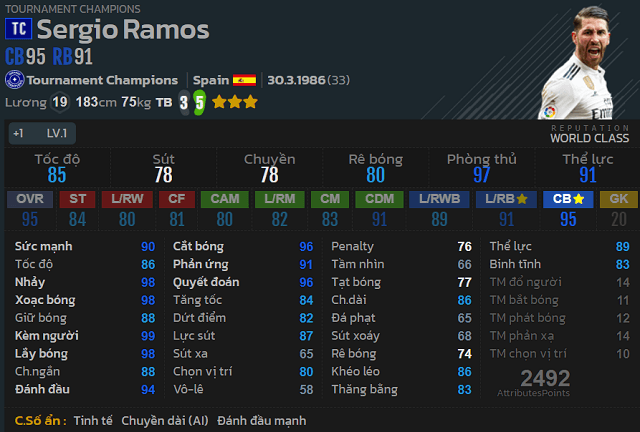 TOURNAMENT CHAMPIONS
TC Sergio Ramos
CB95 RB91
Tournament Champions Spain 30.3.1986 (33)
Lương 19 183cm 75kg TB 3 5
+1 LV.1
REPUTATION
WORLD CLASS
Tốc độ Sút Chuyền Rê bóng Phòng thủ Thể lực
85 78 78 80 97 91
OVR ST L/RW CF CAM L/RM CM CDM L/RWB L/RB CB GK
95 84 80 81 80 82 83 91 89 91 95 20
Sức mạnh 90 Cắt bóng 96 Penalty 76 Thể lực 89
Tốc độ 86 Phản ứng 91 Tầm nhìn 66 Bình tĩnh 83
Nhảy 98 Quyết đoán 96 Tạt bóng 77 TM đổ người 14
Xoạc bóng 98 Tăng tốc 84 Ch.dài 86 TM bắt bóng 11
Giữ bóng 88 Dứt điểm 82 Đá phạt 65 TM phát bóng 12
Kèm người 99 Lực sút 87 Sút xoáy 68 TM phản xạ 14
Lấy bóng 98 Sút xa 65 Rê bóng 74 TM chọn vị trí 10
Ch.ngắn 88 Chọn vị trí 80 Khéo léo 86 2492
Đánh đầu 94 Vô-lê 58 Thăng bằng 83 AttributesPoints
C.Số ẩn : Tinh tế Chuyền dài (AI) Đánh đầu mạnh